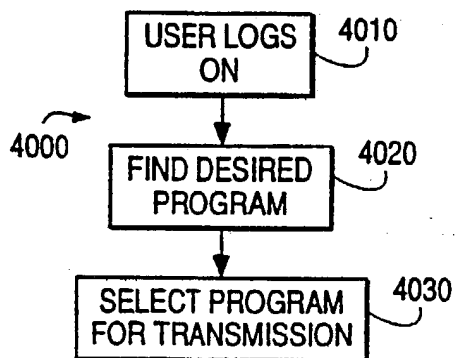 USER LOGS
ON
4010
4000
FIND DESIRED
PROGRAM
4020
SELECT PROGRAM
FOR TRANSMISSION
4030